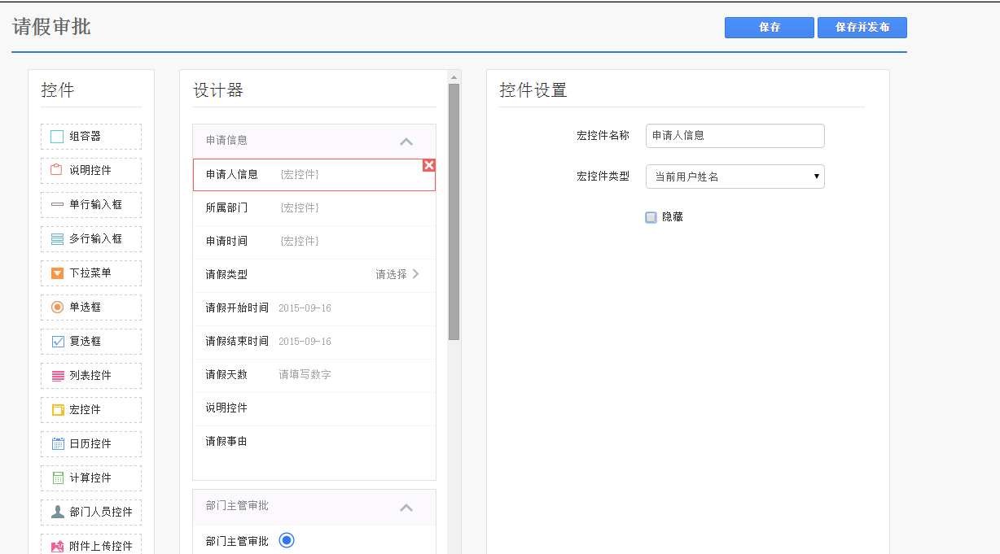 请假审批
保存
保存并发布
控件
组容器
说明控件
单行输入框
多行输入框
下拉菜单
单选框
复选框
列表控件
宏控件
日历控件
计算控件
部门人员控件
附件上传控件
设计器
申请信息
申请人信息 {宏控件}
所属部门 {宏控件}
申请时间 {宏控件}
请假类型 请选择
请假开始时间 2015-09-16
请假结束时间 2015-09-16
请假天数 请填写数字
说明控件
请假事由
部门主管审批
部门主管审批
控件设置
宏控件名称 申请人信息
宏控件类型 当前用户姓名
隐藏